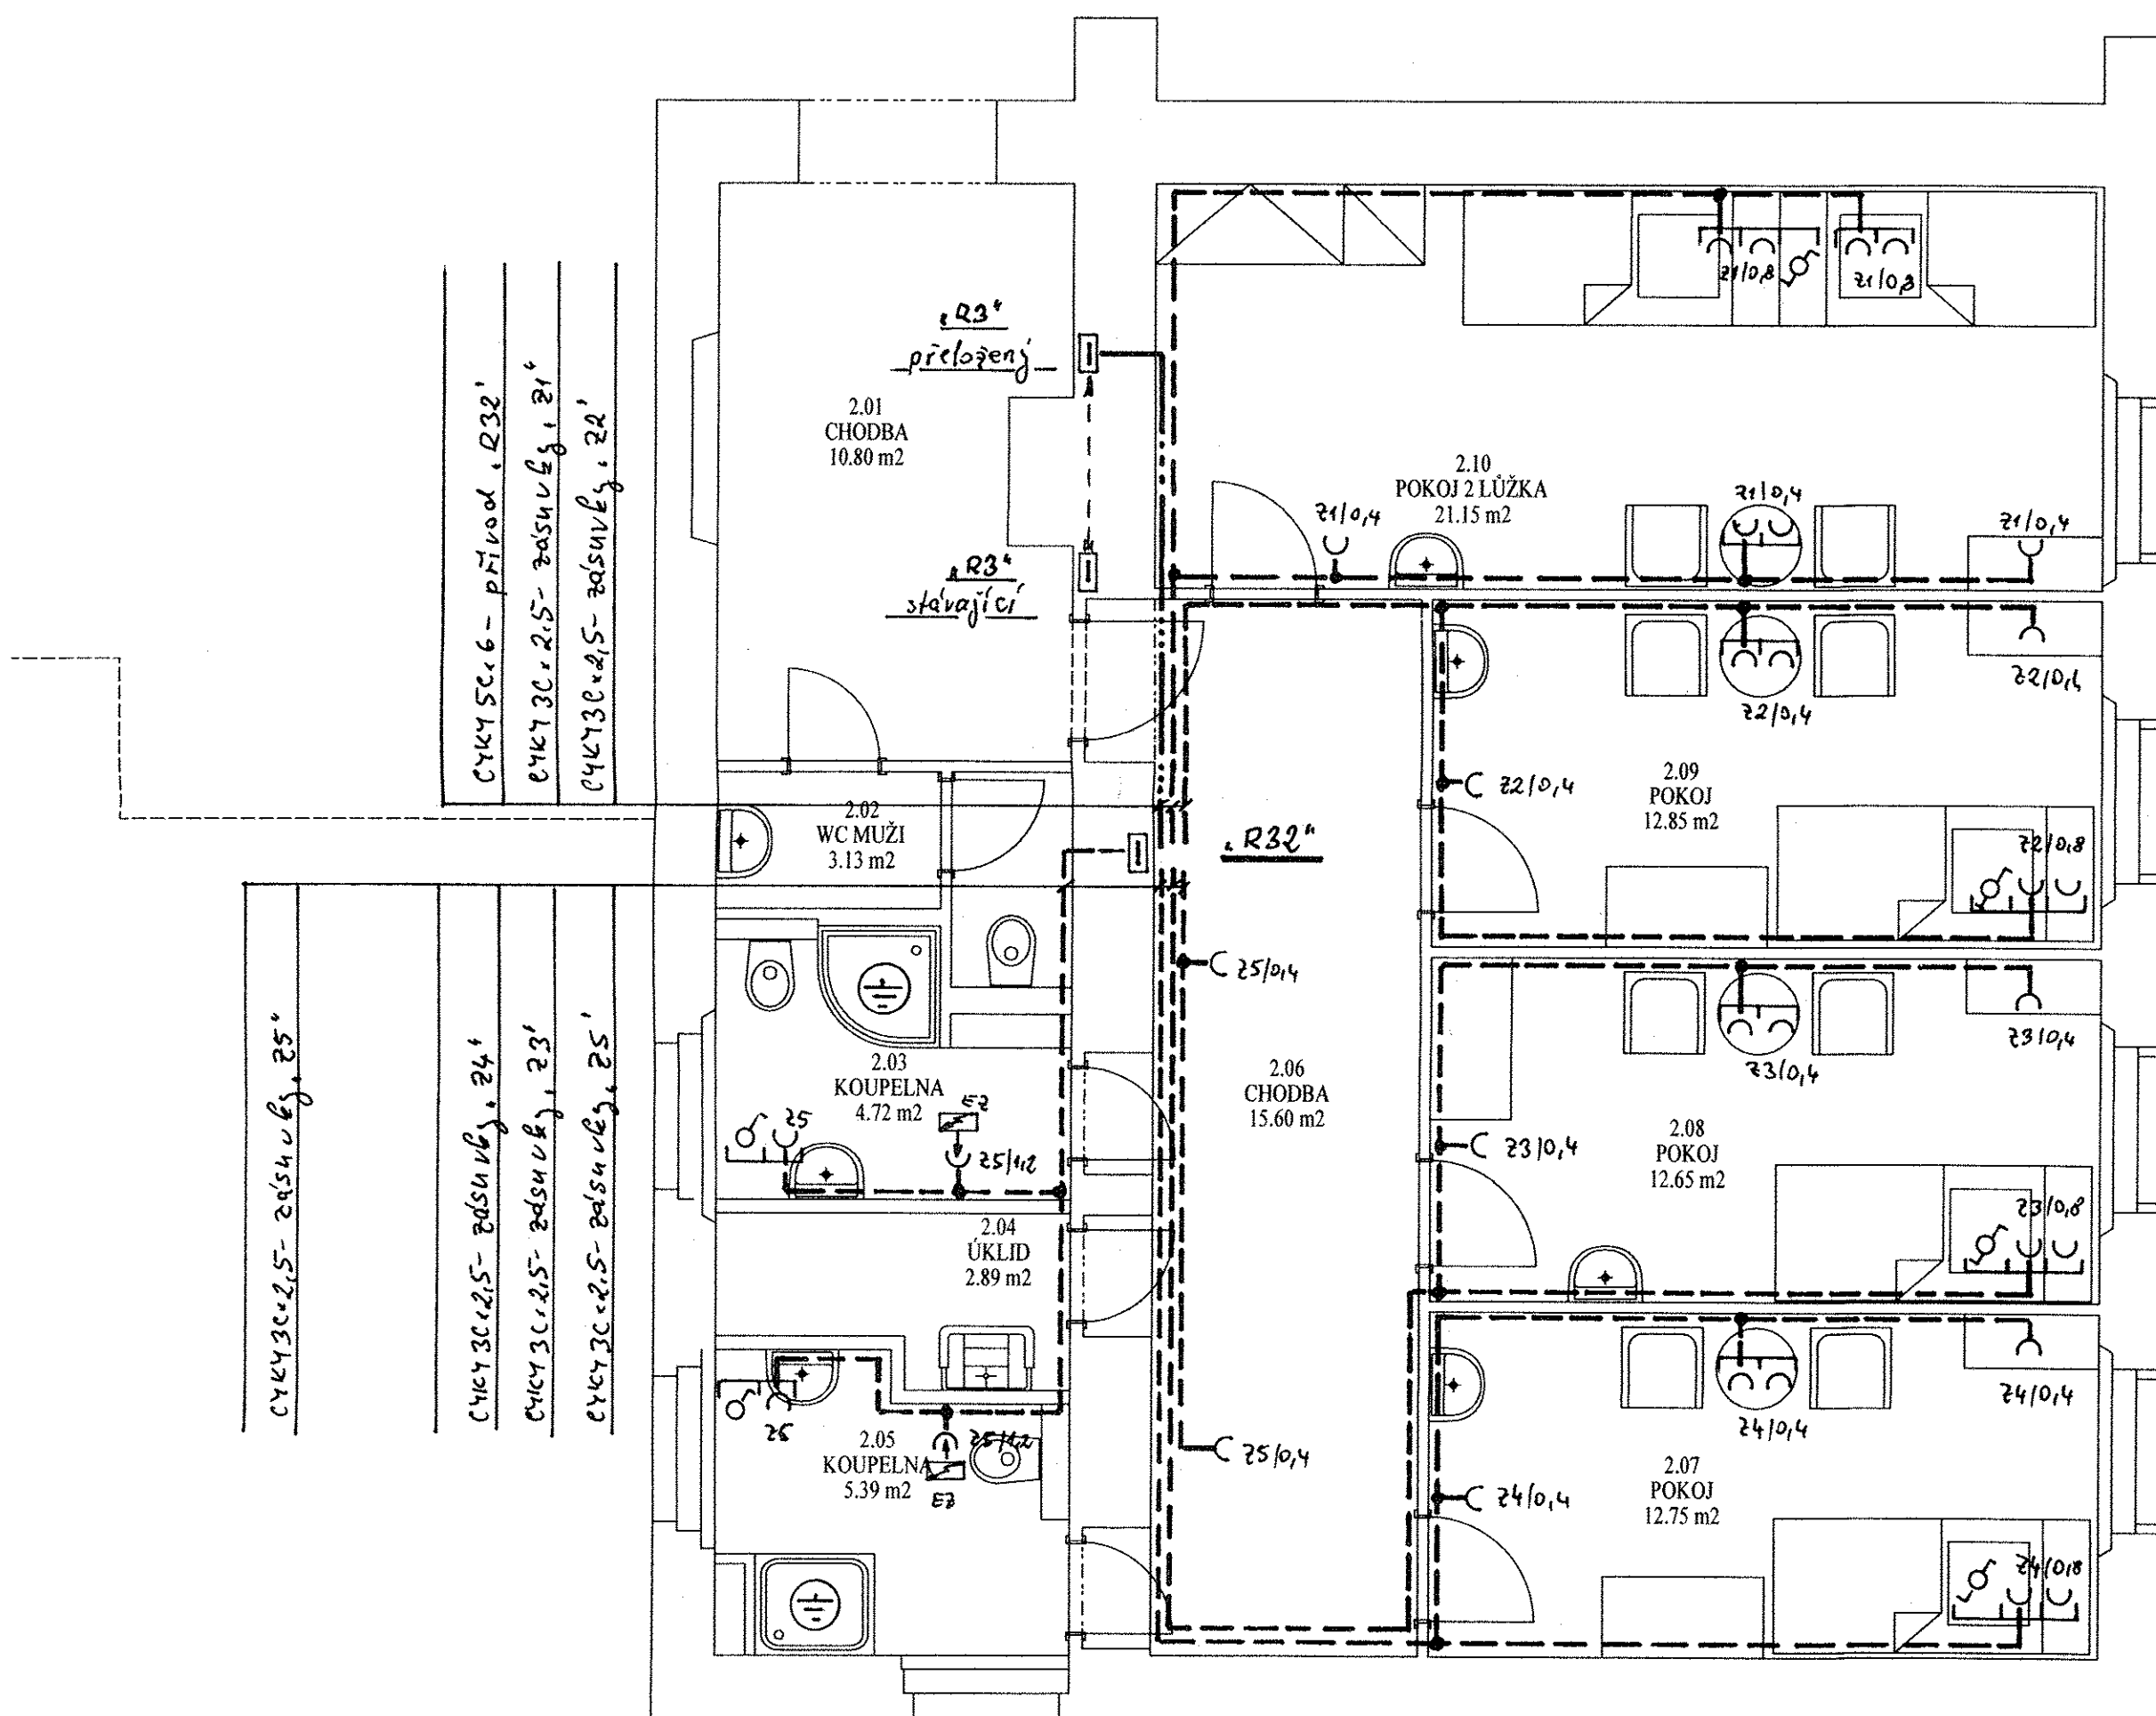 „R3“
přeložený
2.01
CHODBA
10.80 m2
„R3“
stávající
CYKY 5C×6 – přívod „R32“
CYKY 3C×2,5 – zásuvky „Z1“
CYKY 3C×2,5 – zásuvky „Z2“
Z1/0,8
Z1/0,8
2.10
POKOJ 2 LŮŽKA
21.15 m2
Z1/0,4
Z1/0,4
Z1/0,4
2.02
WC MUŽI
3.13 m2
„R32“
Z2/0,4
Z2/0,4
Z2/0,4
2.09
POKOJ
12.85 m2
Z2/0,8
Z5/0,4
2.03
KOUPELNA
4.72 m2
EZ
Z5
Z5/1,2
2.06
CHODBA
15.60 m2
Z3/0,4
Z3/0,4
Z3/0,4
2.08
POKOJ
12.65 m2
Z3/0,8
CYKY 3C×2,5 – zásuvky „Z5“
CYKY 3C×2,5 – zásuvky „Z4“
CYKY 3C×2,5 – zásuvky „Z3“
CYKY 3C×2,5 – zásuvky „Z5“
2.04
ÚKLID
2.89 m2
Z5
Z5/1,2
2.05
KOUPELNA
5.39 m2
EZ
Z5/0,4
Z4/0,4
Z4/0,4
Z4/0,4
2.07
POKOJ
12.75 m2
Z4/0,8